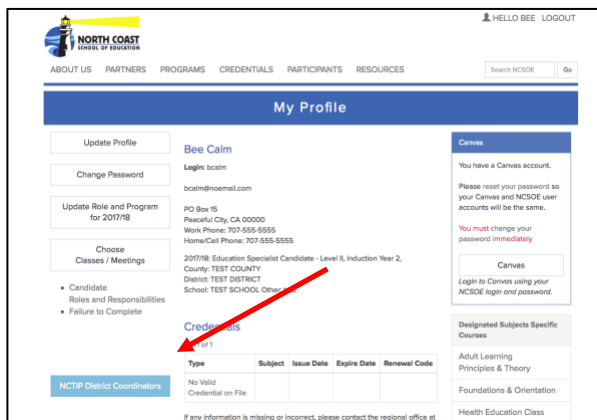 HELLO BEE LOGOUT
NORTH COAST
SCHOOL OF EDUCATION
ABOUT US PARTNERS PROGRAMS CREDENTIALS PARTICIPANTS RESOURCES
Search NCSOE Go
My Profile
Update Profile
Change Password
Update Role and Program
for 2017/18
Choose
Classes / Meetings
• Candidate
Roles and Responsibilities
• Failure to Complete
NCTIP District Coordinators
Bee Calm
Login: bcalm
bcalm@noemail.com
PO Box 15
Peaceful City, CA 00000
Work Phone: 707-555-5555
Home/Cell Phone: 707-555-5555
2017/18: Education Specialist Candidate - Level II, Induction Year 2,
County: TEST COUNTY
District: TEST DISTRICT
School: TEST SCHOOL Other:
Credentials
1 of 1
Type Subject Issue Date Expire Date Renewal Code
No Valid
Credential on File
If any information is missing or incorrect, please contact the regional office at
Canvas
You have a Canvas account.
Please reset your password so
your Canvas and NCSOE user
accounts will be the same.
You must change your
password immediately
Canvas
Login to Canvas using your
NCSOE login and password.
Designated Subjects Specific
Courses
Adult Learning
Principles & Theory
Foundations & Orientation
Health Education Class